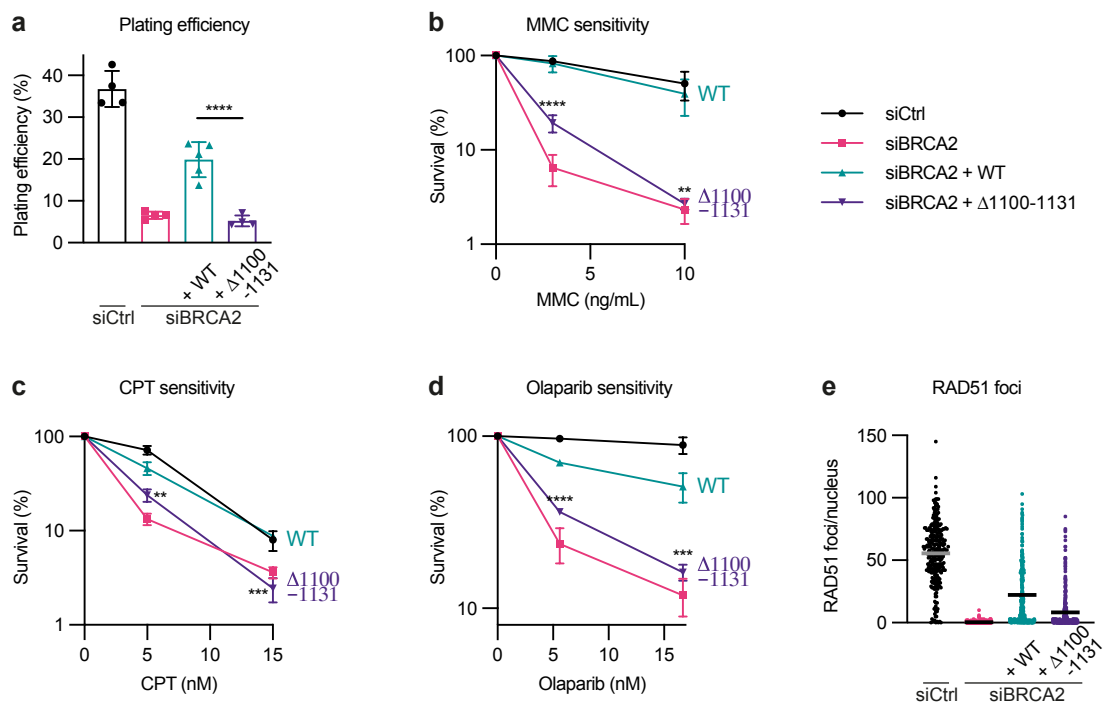 a
Plating efficiency
Plating efficiency (%)
40
30
20
10
0
****
+ WT
+ Δ1100
-1131
siCtrl
siBRCA2
b
MMC sensitivity
Survival (%)
100
10
1
****
**
WT
Δ1100
−1131
0
5
10
MMC (ng/mL)
siCtrl
siBRCA2
siBRCA2 + WT
siBRCA2 + Δ1100-1131
c
CPT sensitivity
Survival (%)
100
10
1
**
***
WT
Δ1100
−1131
0
5
10
15
CPT (nM)
d
Olaparib sensitivity
Survival (%)
100
10
****
***
WT
Δ1100
−1131
0
5
10
15
Olaparib (nM)
e
RAD51 foci
RAD51 foci/nucleus
150
100
50
0
+ WT
+ Δ1100
-1131
siCtrl
siBRCA2